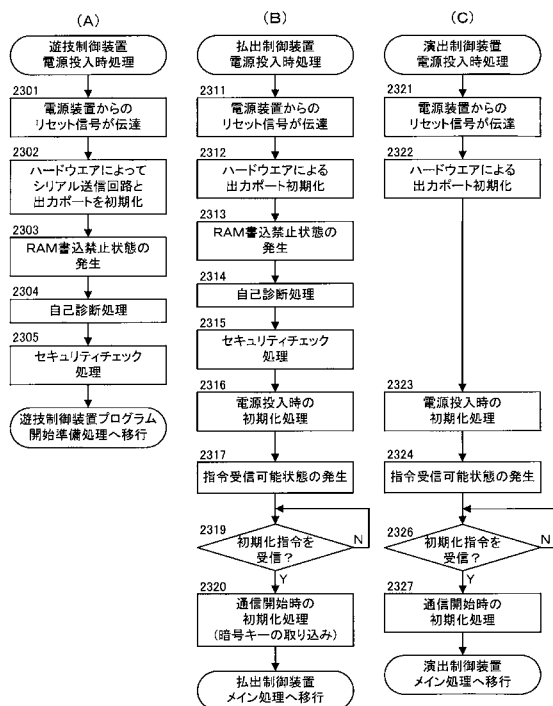 (A)
遊技制御装置
電源投入時処理
2301
電源装置からの
リセット信号が伝達
2302
ハードウエアによって
シリアル送信回路と
出力ポートを初期化
2303
RAM書込禁止状態の
発生
2304
自己診断処理
2305
セキュリティチェック
処理
遊技制御装置プログラム
開始準備処理へ移行
(B)
払出制御装置
電源投入時処理
2311
電源装置からの
リセット信号が伝達
2312
ハードウエアによる
出力ポート初期化
2313
RAM書込禁止状態の
発生
2314
自己診断処理
2315
セキュリティチェック
処理
2316
電源投入時の
初期化処理
2317
指令受信可能状態の発生
2319
初期化指令を
受信?
N
Y
2320
通信開始時の
初期化処理
(暗号キーの取り込み)
払出制御装置
メイン処理へ移行
(C)
演出制御装置
電源投入時処理
2321
電源装置からの
リセット信号が伝達
2322
ハードウエアによる
出力ポート初期化
2323
電源投入時の
初期化処理
2324
指令受信可能状態の発生
2326
初期化指令を
受信?
N
Y
2327
通信開始時の
初期化処理
演出制御装置
メイン処理へ移行